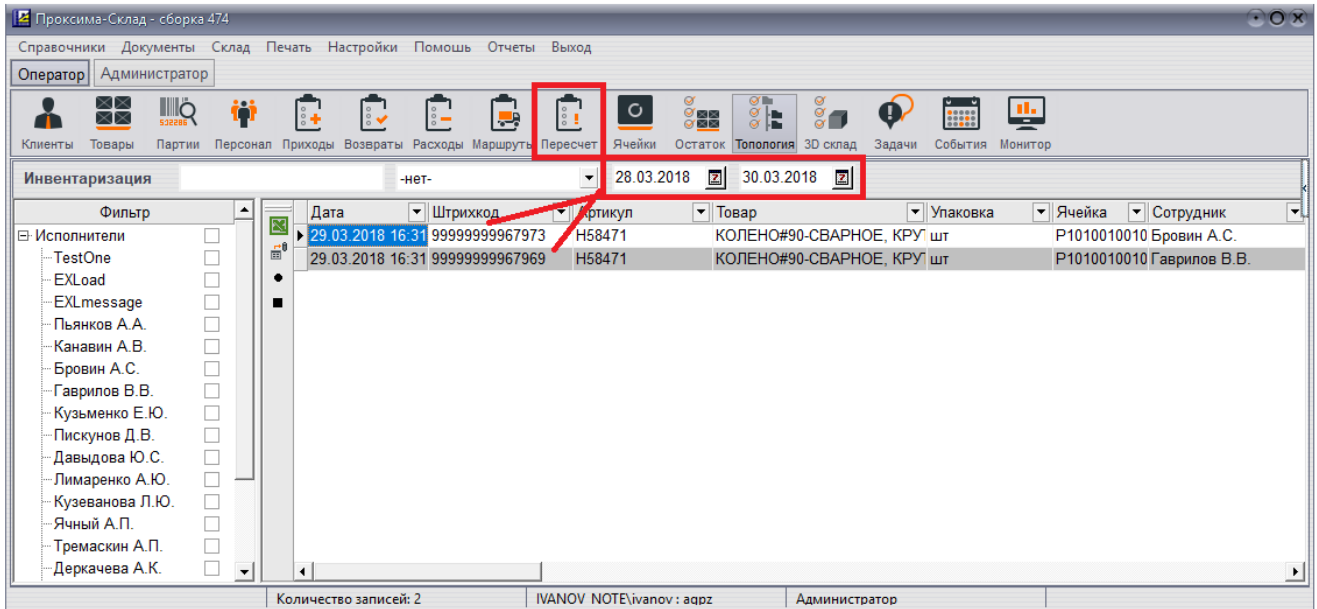 Проксима-Склад - сборка 474
Справочники Документы Склад Печать Настройки Помошь Отчеты Выход
Оператор Администратор
Клиенты Товары Партии Персонал Приходы Возвраты Расходы Маршруты Пересчет Ячейки Остаток Топология 3D склад Задачи События Монитор
Инвентаризация -нет- 28.03.2018 30.03.2018
Фильтр Дата Штрихкод Артикул Товар Упаковка Ячейка Сотрудник
Исполнители 29.03.2018 16:31 99999999967973 H58471 КОЛЕНО#90-СВАРНОЕ, КРУТ шт P1010010010 Бровин А.С.
TestOne 29.03.2018 16:31 99999999967969 H58471 КОЛЕНО#90-СВАРНОЕ, КРУТ шт P1010010010 Гаврилов В.В.
EXLoad
EXLmessage
Пьянков А.А.
Канавин А.В.
Бровин А.С.
Гаврилов В.В.
Кузьменко Е.Ю.
Пискунов Д.В.
Давыдова Ю.С.
Лимаренко А.Ю.
Кузеванова Л.Ю.
Ячный А.П.
Тремаскин А.П.
Деркачева А.К.
Количество записей: 2 IVANOV_NOTE\ivanov : agpz Администратор